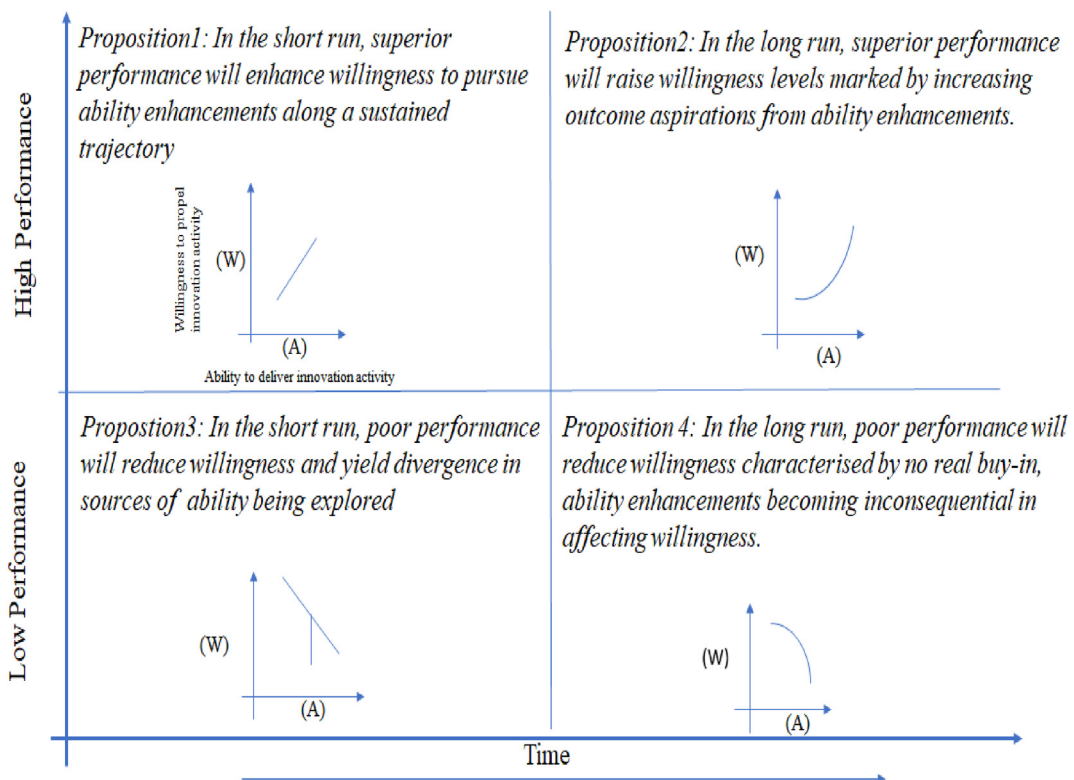 High Performance
Proposition1: In the short run, superior
performance will enhance willingness to pursue
ability enhancements along a sustained
trajectory
Willingness to propel
innovation activity
(W)
(A)
Ability to deliver innovation activity
Proposition2: In the long run, superior performance
will raise willingness levels marked by increasing
outcome aspirations from ability enhancements.
(W)
(A)
Low Performance
Propostion3: In the short run, poor performance
will reduce willingness and yield divergence in
sources of ability being explored
(W)
(A)
Proposition 4: In the long run, poor performance will
reduce willingness characterised by no real buy-in,
ability enhancements becoming inconsequential in
affecting willingness.
(W)
(A)
Time